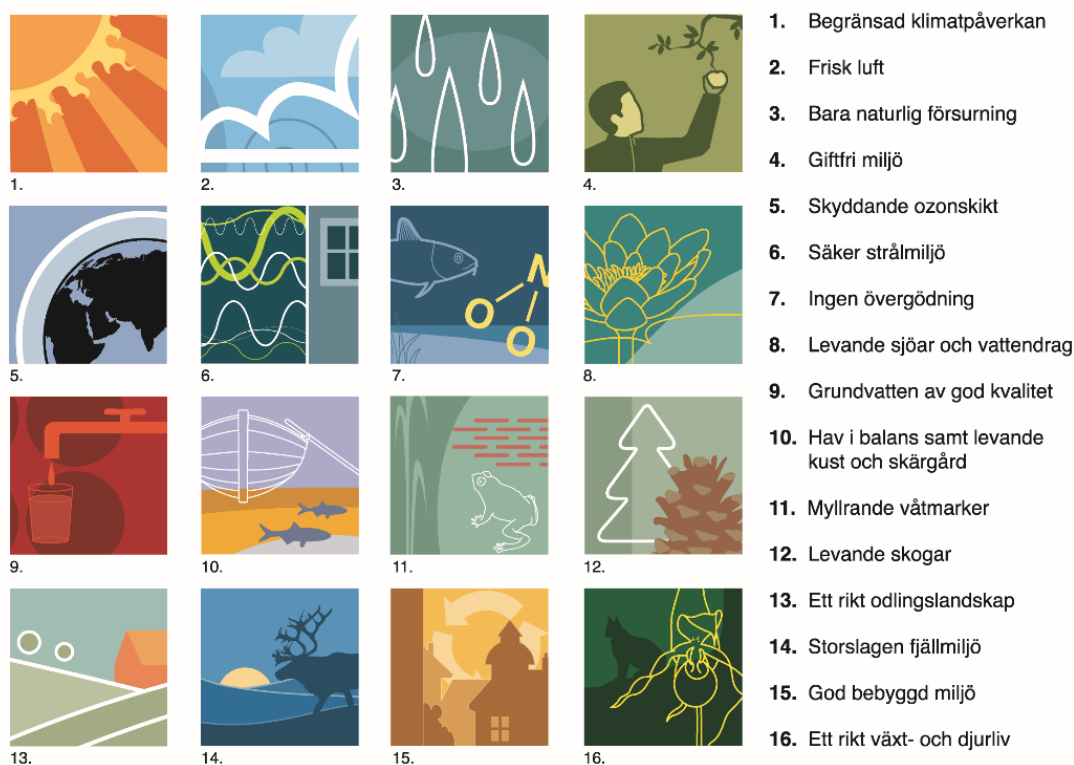 1.
2.
3.
4.
5.
6.
N
O
O
7.
8.
9.
10.
11.
12.
13.
14.
15.
16.
1. Begränsad klimatpåverkan
2. Frisk luft
3. Bara naturlig försurning
4. Giftfri miljö
5. Skyddande ozonskikt
6. Säker strålmiljö
7. Ingen övergödning
8. Levande sjöar och vattendrag
9. Grundvatten av god kvalitet
10. Hav i balans samt levande
kust och skärgård
11. Myllrande våtmarker
12. Levande skogar
13. Ett rikt odlingslandskap
14. Storslagen fjällmiljö
15. God bebyggd miljö
16. Ett rikt växt- och djurliv